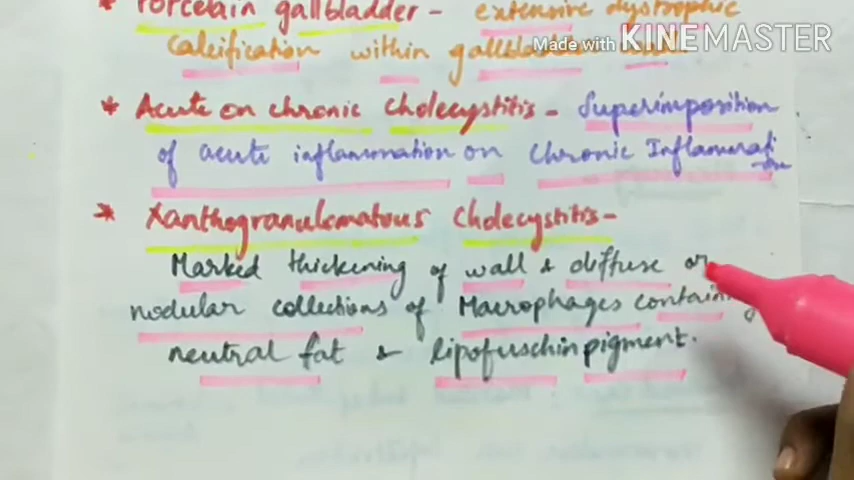 * Porcelain gallbladder - extensive dystrophic
Calcification within
Made with KINEMASTER
* Acute on chronic Cholecystitis - Superimposition
of acute inflammation on Chronic Inflammation
* Xanthogranulomatous Cholecystitis -
Marked thickening of wall & diffuse or
nodular collections of Macrophages containing
neutral fat & lipofuschin pigment.